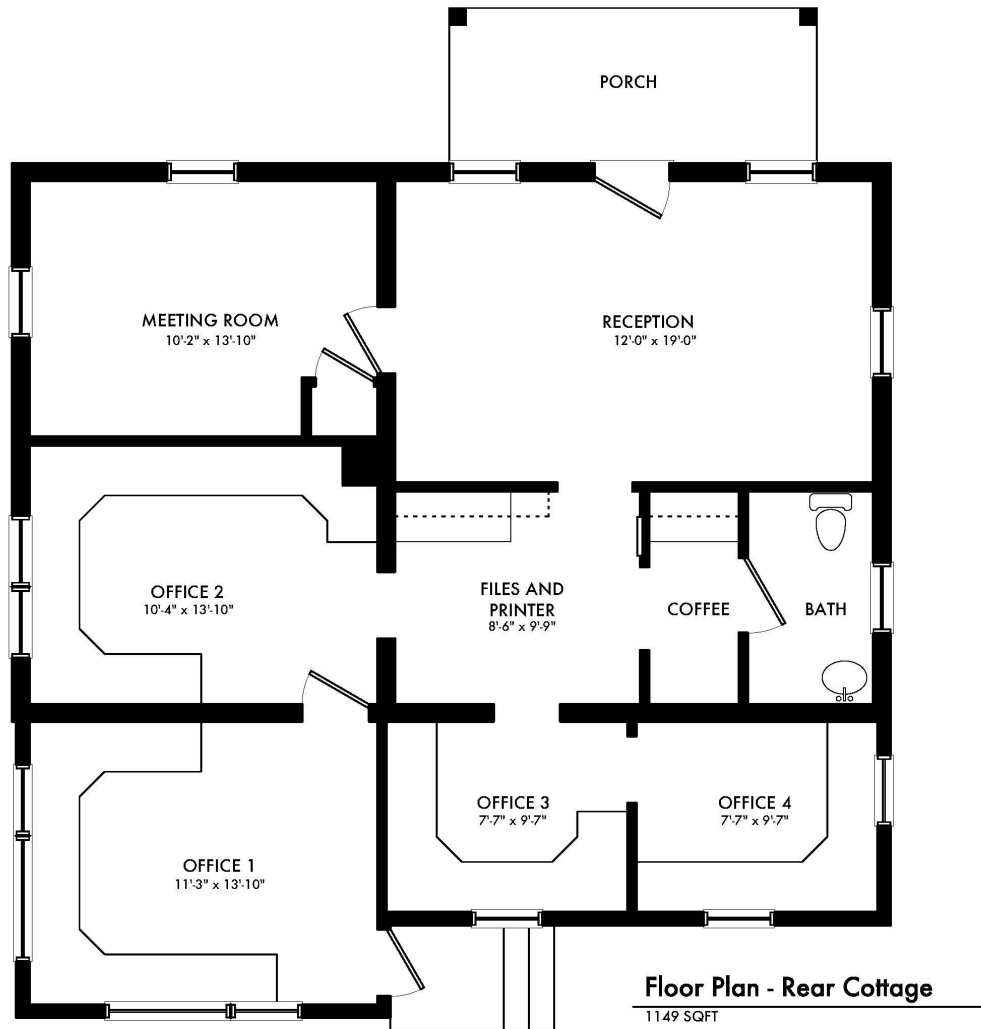 PORCH
MEETING ROOM
10'-2" x 13'-10"
RECEPTION
12'-0" x 19'-0"
OFFICE 2
10'-4" x 13'-10"
FILES AND
PRINTER
8'-6" x 9'-9"
COFFEE
BATH
OFFICE 3
7'-7" x 9'-7"
OFFICE 4
7'-7" x 9'-7"
OFFICE 1
11'-3" x 13'-10"
Floor Plan - Rear Cottage
1149 SQFT